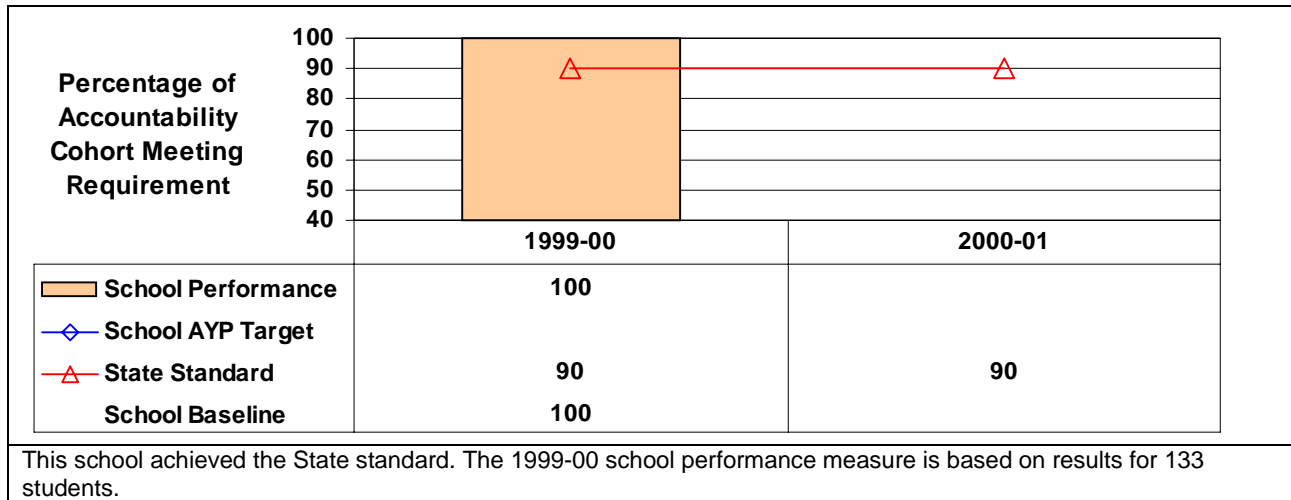 Percentage of
Accountability
Cohort Meeting
Requirement
100
90
80
70
60
50
40
1999-00 2000-01
School Performance 100
School AYP Target
State Standard 90 90
School Baseline 100
This school achieved the State standard. The 1999-00 school performance measure is based on results for 133
students.